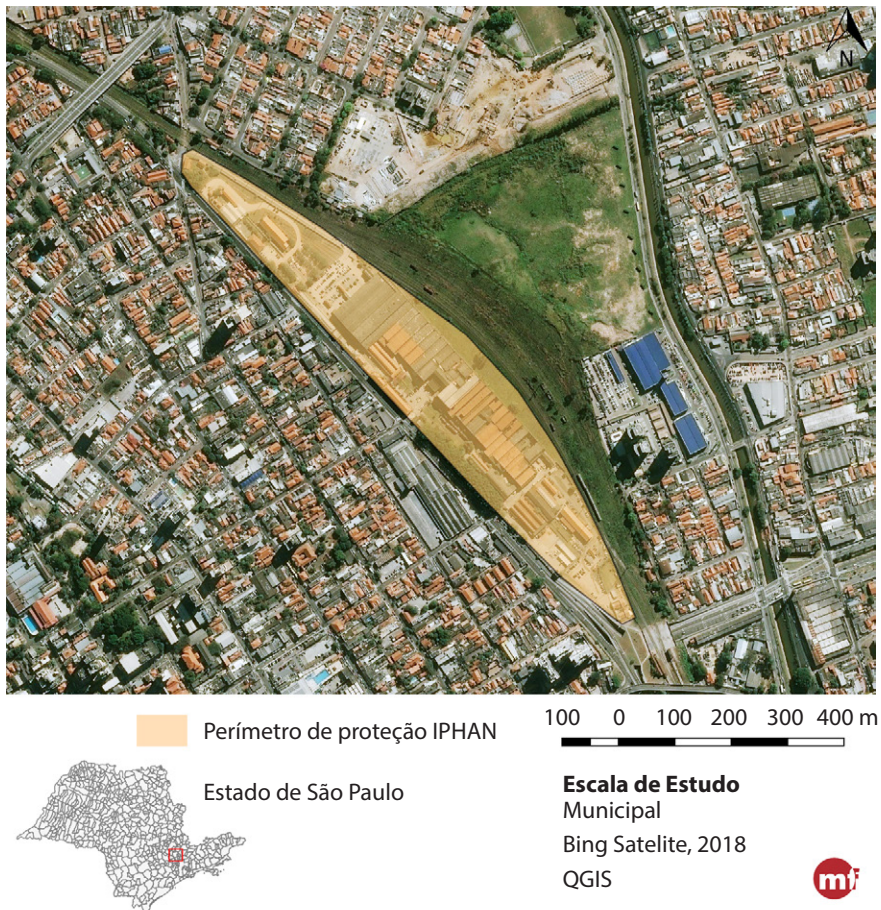 N
Perímetro de proteção IPHAN
Estado de São Paulo
100 0 100 200 300 400 m
Escala de Estudo
Municipal
Bing Satelite, 2018
QGIS
mf